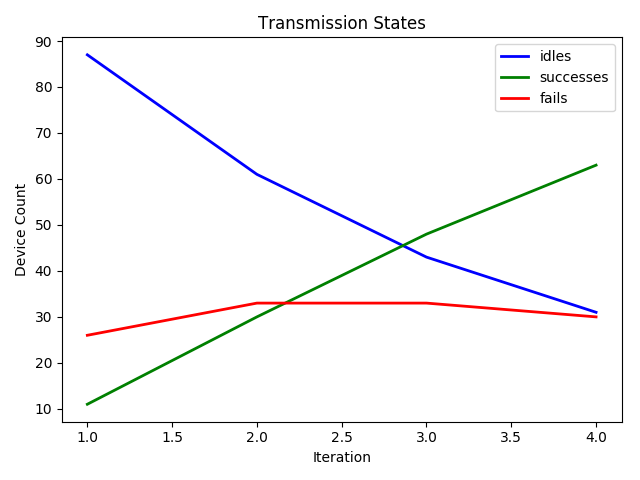 Transmission States
90
80
70
60
50
40
30
20
10
Device Count
idles
successes
fails
1.0 1.5 2.0 2.5 3.0 3.5 4.0
Iteration